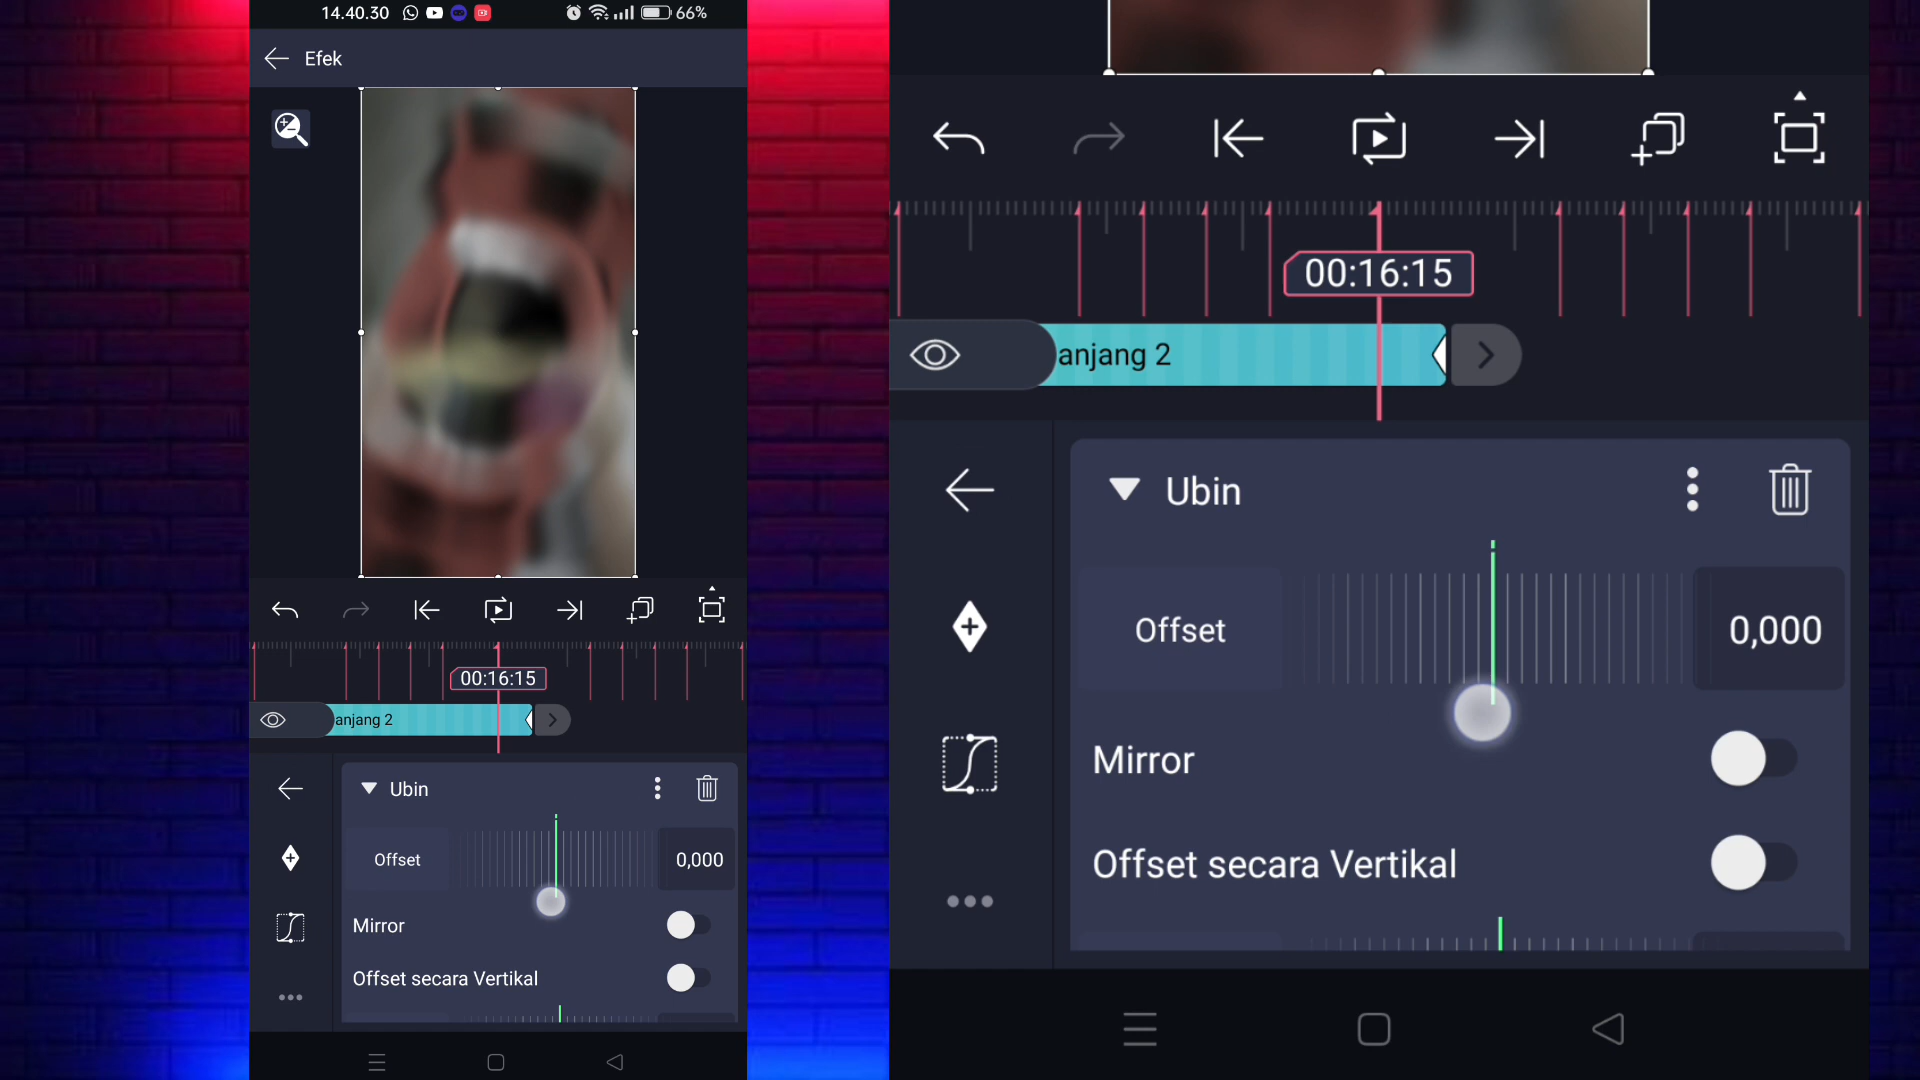 14.40.30
66%
Efek
00:16:15
anjang 2
Ubin
Offset
0,000
Mirror
Offset secara Vertikal
00:16:15
anjang 2
Ubin
Offset
0,000
Mirror
Offset secara Vertikal